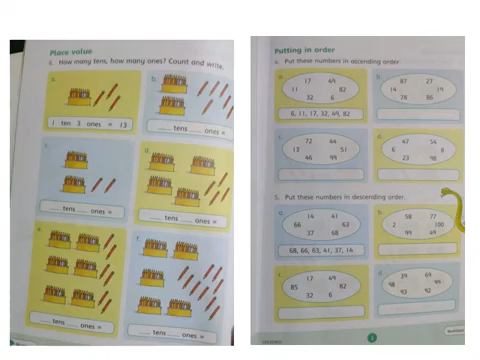 Place value
4. How many tens, how many ones? Count and write.
a.
1 ten 3 ones = 13
b.
tens ones =
c.
tens ones =
d.
tens ones =
e.
tens ones =
f.
tens ones =
Putting in order
Put these numbers in ascending order.
a.
17 49
11 82
32 6
6, 11, 17, 32, 49, 82
b.
87 27
14 19
78 86
c.
72 44
13 51
46 99
d.
47 54
6 8
23 98
5. Put these numbers in descending order.
a.
14 41
66 63
37 68
68, 66, 63, 41, 37, 14
b.
58 77
2 100
99 49
c.
17 49
85 82
32 6
d.
39 69
98 99
93 92